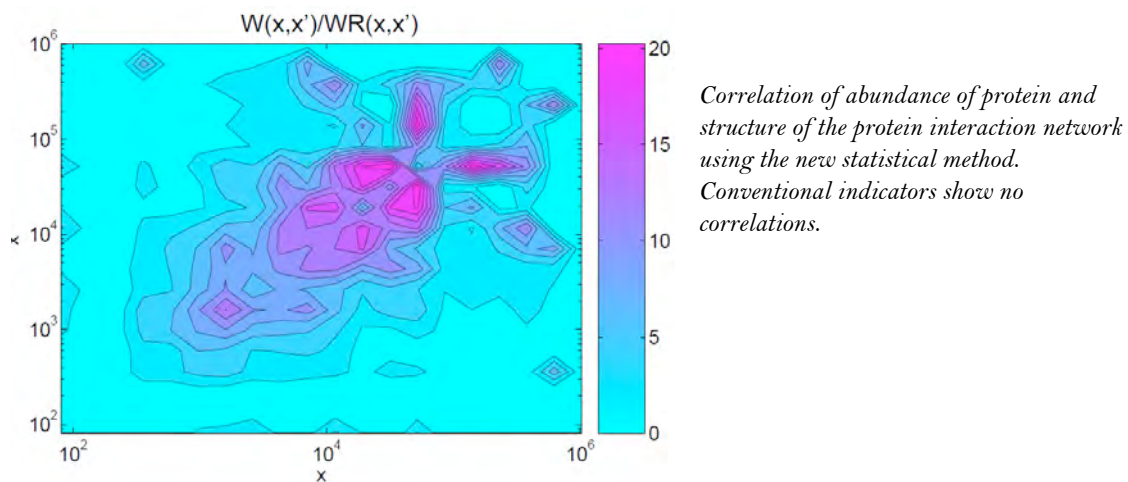 W(x,x')/WR(x,x')
10^6
10^5
10^4
10^3
10^2
x
10^2
10^4
10^6
x
20
15
10
5
0
Correlation of abundance of protein and
structure of the protein interaction network
using the new statistical method.
Conventional indicators show no
correlations.